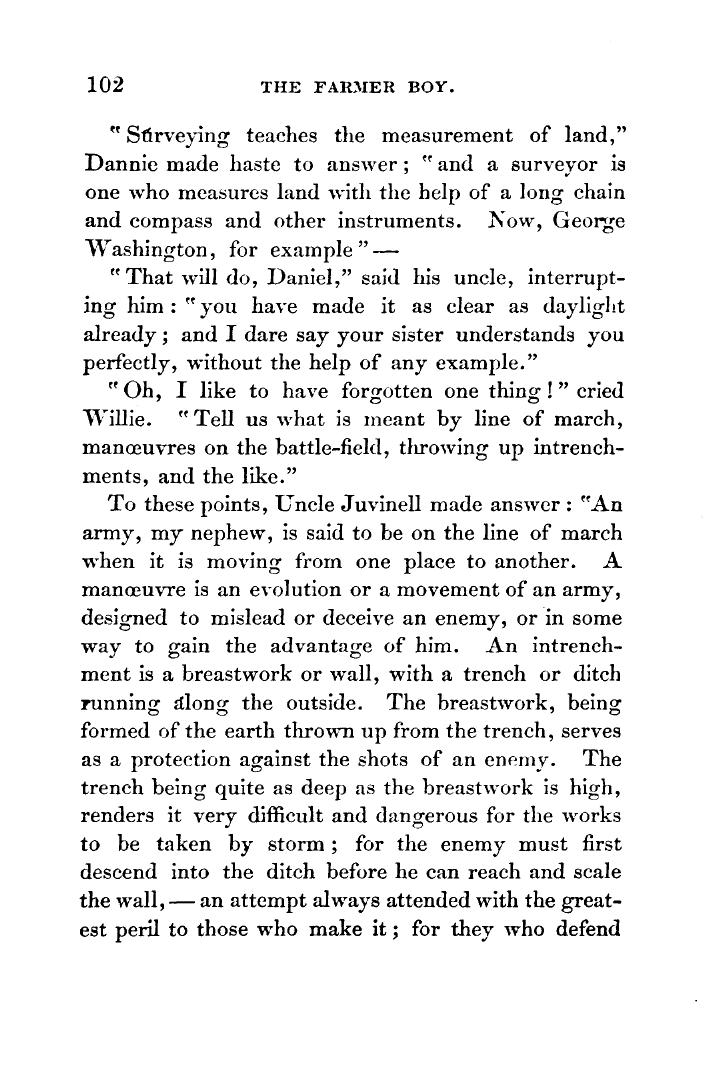 102 THE FARMER BOY.
"Surveying teaches the measurement of land,"
Dannie made haste to answer; "and a surveyor is
one who measures land with the help of a long chain
and compass and other instruments. Now, George
Washington, for example"—
"That will do, Daniel," said his uncle, interrupt-
ing him: "you have made it as clear as daylight
already; and I dare say your sister understands you
perfectly, without the help of any example."
"Oh, I like to have forgotten one thing!" cried
Willie. "Tell us what is meant by line of march,
manœuvres on the battle-field, throwing up intrench-
ments, and the like."
To these points, Uncle Juvinell made answer: "An
army, my nephew, is said to be on the line of march
when it is moving from one place to another. A
manœuvre is an evolution or a movement of an army,
designed to mislead or deceive an enemy, or in some
way to gain the advantage of him. An intrench-
ment is a breastwork or wall, with a trench or ditch
running along the outside. The breastwork, being
formed of the earth thrown up from the trench, serves
as a protection against the shots of an enemy. The
trench being quite as deep as the breastwork is high,
renders it very difficult and dangerous for the works
to be taken by storm; for the enemy must first
descend into the ditch before he can reach and scale
the wall,—an attempt always attended with the great-
est peril to those who make it; for they who defend